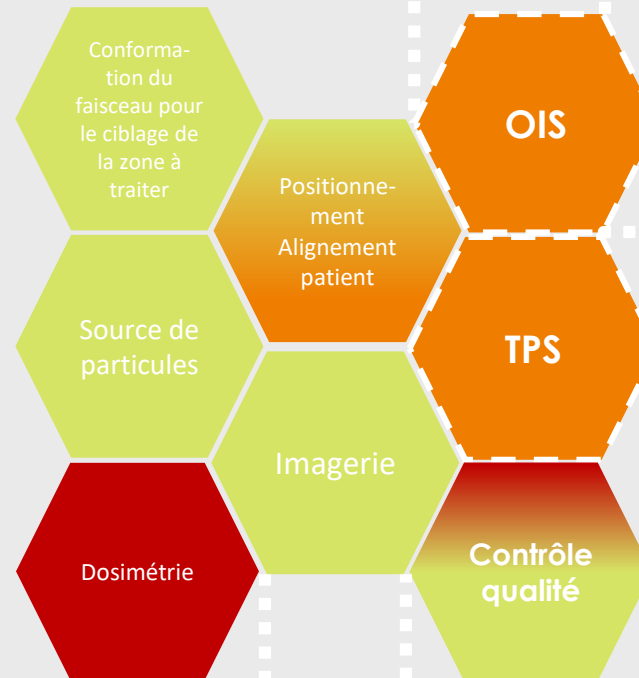 Conforma-
tion du
faisceau pour
le ciblage de
la zone à
traiter
OIS
Positionne-
ment
Alignement
patient
Source de
particules
TPS
Imagerie
Dosimétrie
Contrôle
qualité